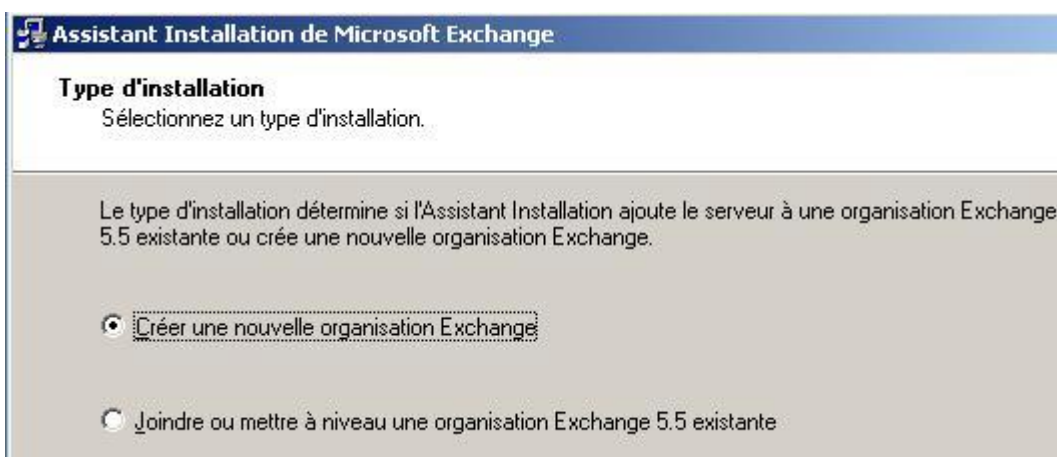 Assistant Installation de Microsoft Exchange
Type d'installation
Sélectionnez un type d'installation.
Le type d'installation détermine si l'Assistant Installation ajoute le serveur à une organisation Exchange
5.5 existante ou crée une nouvelle organisation Exchange.
Créer une nouvelle organisation Exchange
Joindre ou mettre à niveau une organisation Exchange 5.5 existante